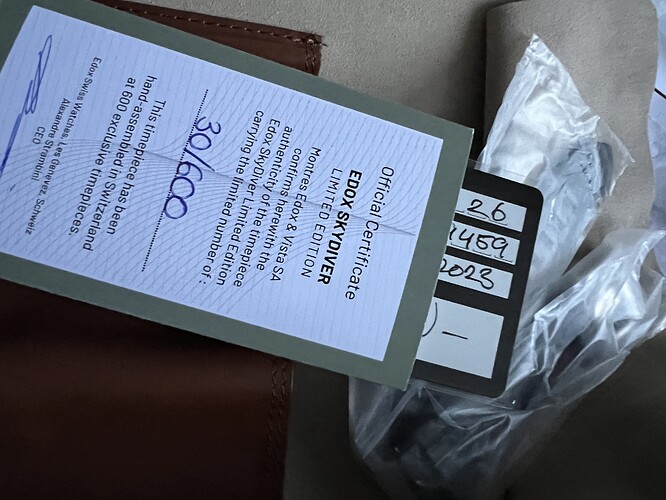 Official Certificate
EDOX SKYDIVER
LIMITED EDITION
Montres Edox & Vista SA
confirms herewith the
authenticity of the timepiece
Edox SkyDiver Limited Edition
carrying the limited number of:
30/600
This timepiece has been
hand-assembled in Switzerland
at 600 exclusive timepieces.
Alexandre Strambini
CEO
Edox Swiss Watches, Les Genevez, Schweiz
26
1459
2023